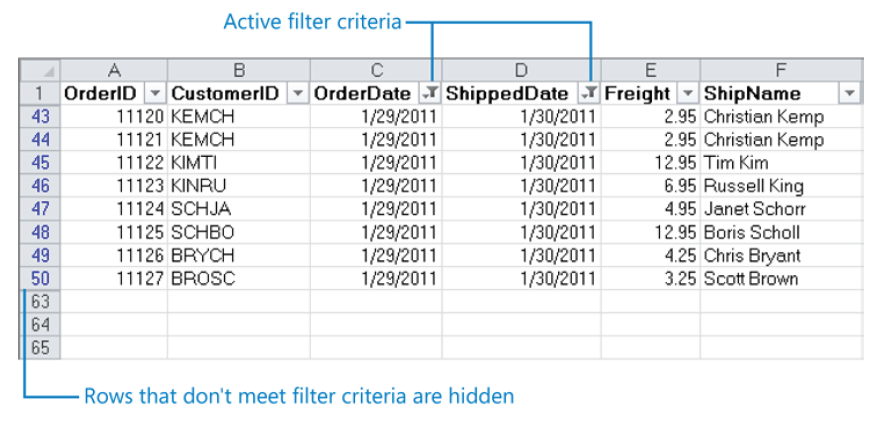 Active filter criteria
A B C D E F
1 OrderID CustomerID OrderDate ShippedDate Freight ShipName
43 11120 KEMCH 1/29/2011 1/30/2011 2.95 Christian Kemp
44 11121 KEMCH 1/29/2011 1/30/2011 2.95 Christian Kemp
45 11122 KIMTI 1/29/2011 1/30/2011 12.95 Tim Kim
46 11123 KINRU 1/29/2011 1/30/2011 6.95 Russell King
47 11124 SCHJA 1/29/2011 1/30/2011 4.95 Janet Schorr
48 11125 SCHBO 1/29/2011 1/30/2011 12.95 Boris Scholl
49 11126 BRYCH 1/29/2011 1/30/2011 4.25 Chris Bryant
50 11127 BROSC 1/29/2011 1/30/2011 3.25 Scott Brown
63
64
65
Rows that don't meet filter criteria are hidden